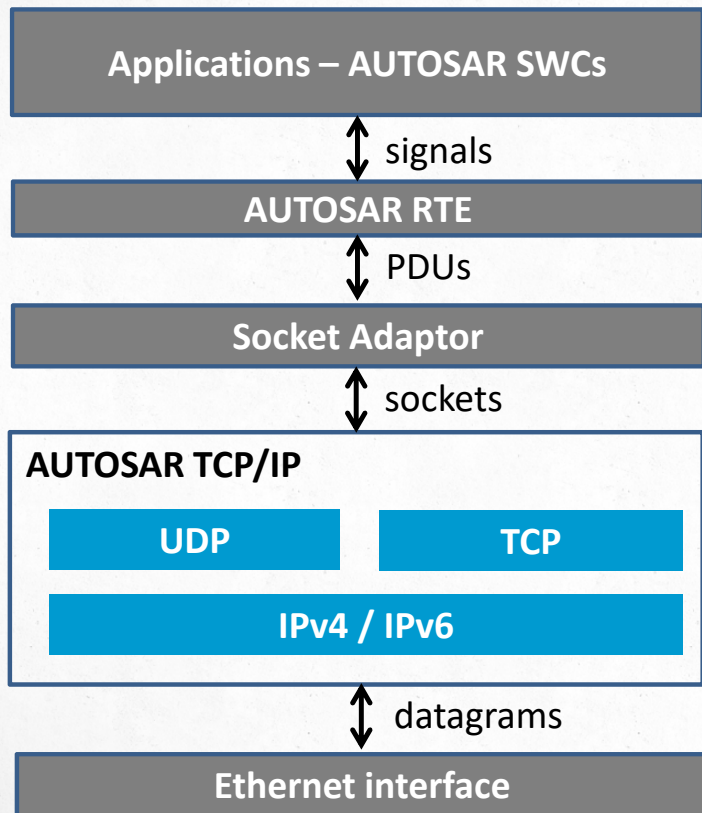 Applications – AUTOSAR SWCs
signals
AUTOSAR RTE
PDUs
Socket Adaptor
sockets
AUTOSAR TCP/IP
UDP
TCP
IPv4 / IPv6
datagrams
Ethernet interface